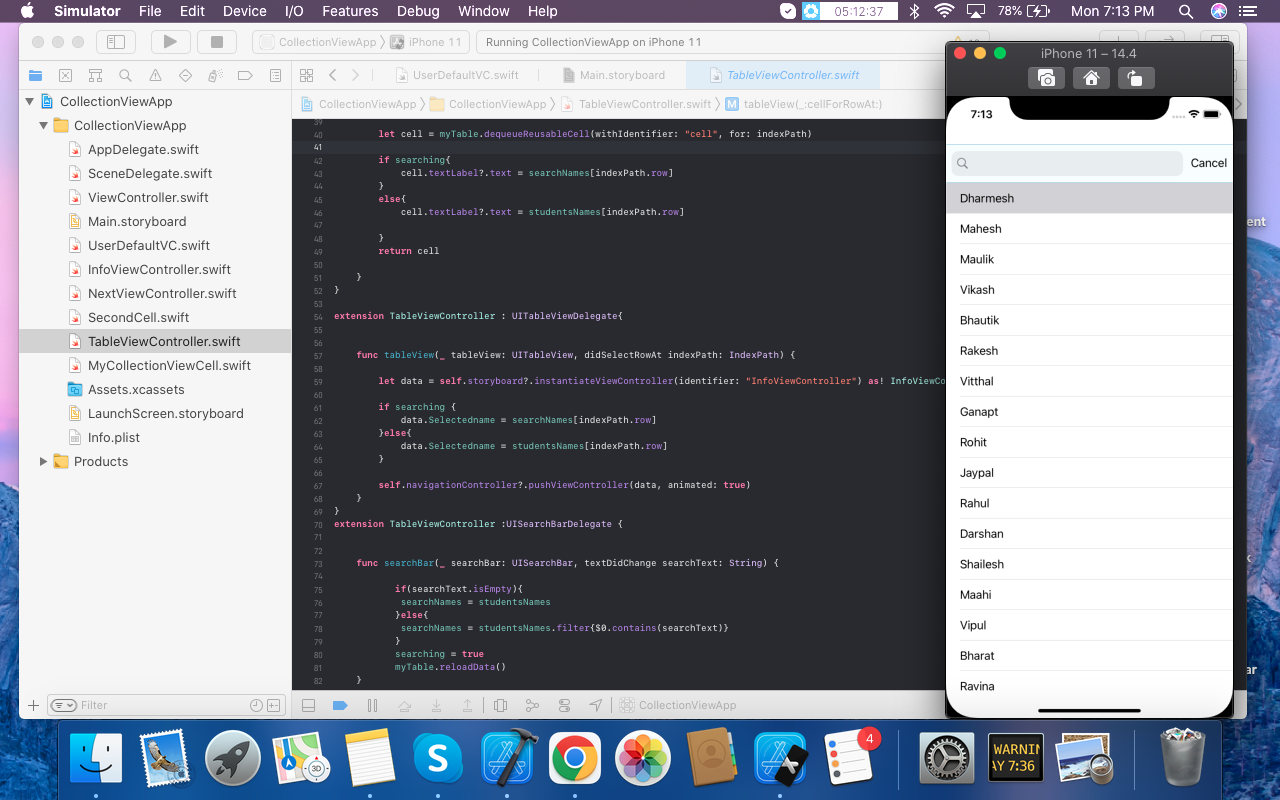 Simulator File Edit Device I/O Features Debug Window Help 05:12:37 78% Mon 7:13 PM
CollectionViewApp iPhone 11 Running CollectionViewApp on iPhone 11
UserDefaultVC.swift Main.storyboard TableViewController.swift
CollectionViewApp CollectionViewApp TableViewController.swift M tableView(_:cellForRowAt:)
CollectionViewApp
CollectionViewApp
AppDelegate.swift
SceneDelegate.swift
ViewController.swift
Main.storyboard
UserDefaultVC.swift
InfoViewController.swift
NextViewController.swift
SecondCell.swift
TableViewController.swift
MyCollectionViewCell.swift
Assets.xcassets
LaunchScreen.storyboard
Info.plist
Products
Filter
39
40 let cell = myTable.dequeueReusableCell(withIdentifier: "cell", for: indexPath)
41
42 if searching{
43 cell.textLabel?.text = searchNames[indexPath.row]
44 }
45 else{
46 cell.textLabel?.text = studentsNames[indexPath.row]
47
48 }
49 return cell
50
51 }
52 }
53
54 extension TableViewController : UITableViewDelegate{
55
56
57 func tableView(_ tableView: UITableView, didSelectRowAt indexPath: IndexPath) {
58
59 let data = self.storyboard?.instantiateViewController(identifier: "InfoViewController") as! InfoViewCo
60
61 if searching {
62 data.Selectedname = searchNames[indexPath.row]
63 }else{
64 data.Selectedname = studentsNames[indexPath.row]
65 }
66
67 self.navigationController?.pushViewController(data, animated: true)
68 }
69 }
70 extension TableViewController :UISearchBarDelegate {
71
72
73 func searchBar(_ searchBar: UISearchBar, textDidChange searchText: String) {
74
75 if(searchText.isEmpty){
76 searchNames = studentsNames
77 }else{
78 searchNames = studentsNames.filter{$0.contains(searchText)}
79 }
80 searching = true
81 myTable.reloadData()
82 }
CollectionViewApp
iPhone 11 – 14.4
7:13
Cancel
Dharmesh
Mahesh
Maulik
Vikash
Bhautik
Rakesh
Vitthal
Ganapt
Rohit
Jaypal
Rahul
Darshan
Shailesh
Maahi
Vipul
Bharat
Ravina
ent
k
ar
3D
4
WARNIN
AY 7:36